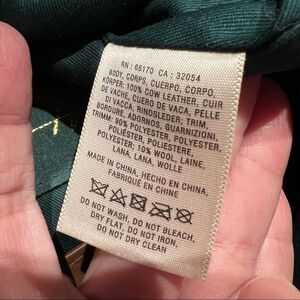 RN : 66170 CA : 32054
BODY, CORPS, CUERPO, CORPO,
KÖRPER: 100% COW LEATHER, CUIR
DE VACHE, CUERO DE VACA, PELLE
DI VACCA, RINDSLEDER; TRIM,
BORDURE, ADORNOS, GUARNIZIONI,
TRIMM: 90% POLYESTER, POLYESTER,
POLIÉSTER, POLIESTERE,
POLYESTER; 10% WOOL, LAINE,
LANA, LANA, WOLLE
MADE IN CHINA, HECHO EN CHINA,
FABRIQUÉ EN CHINE
DO NOT WASH. DO NOT BLEACH.
DRY FLAT. DO NOT IRON.
DO NOT DRY CLEAN